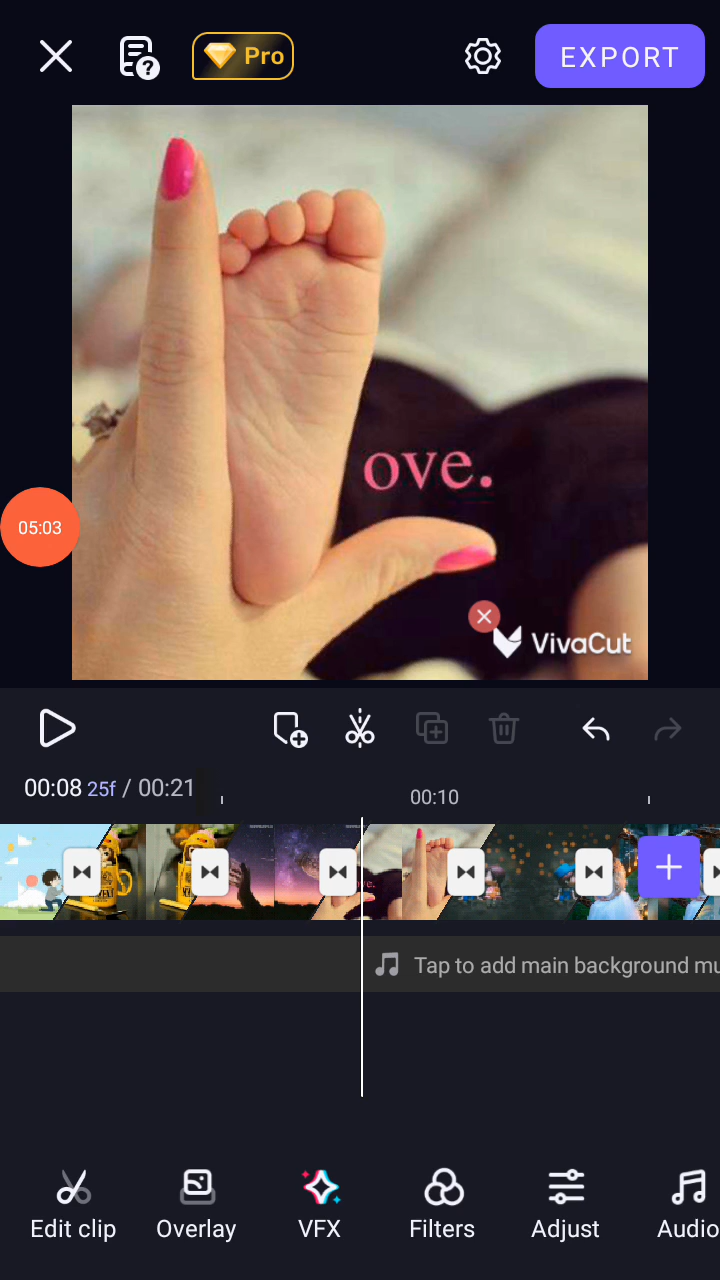 Pro
EXPORT
ove.
05:03
VivaCut
00:08 25f / 00:21
00:10
ove.
Tap to add main background mu
Edit clip
Overlay
VFX
Filters
Adjust
Audio